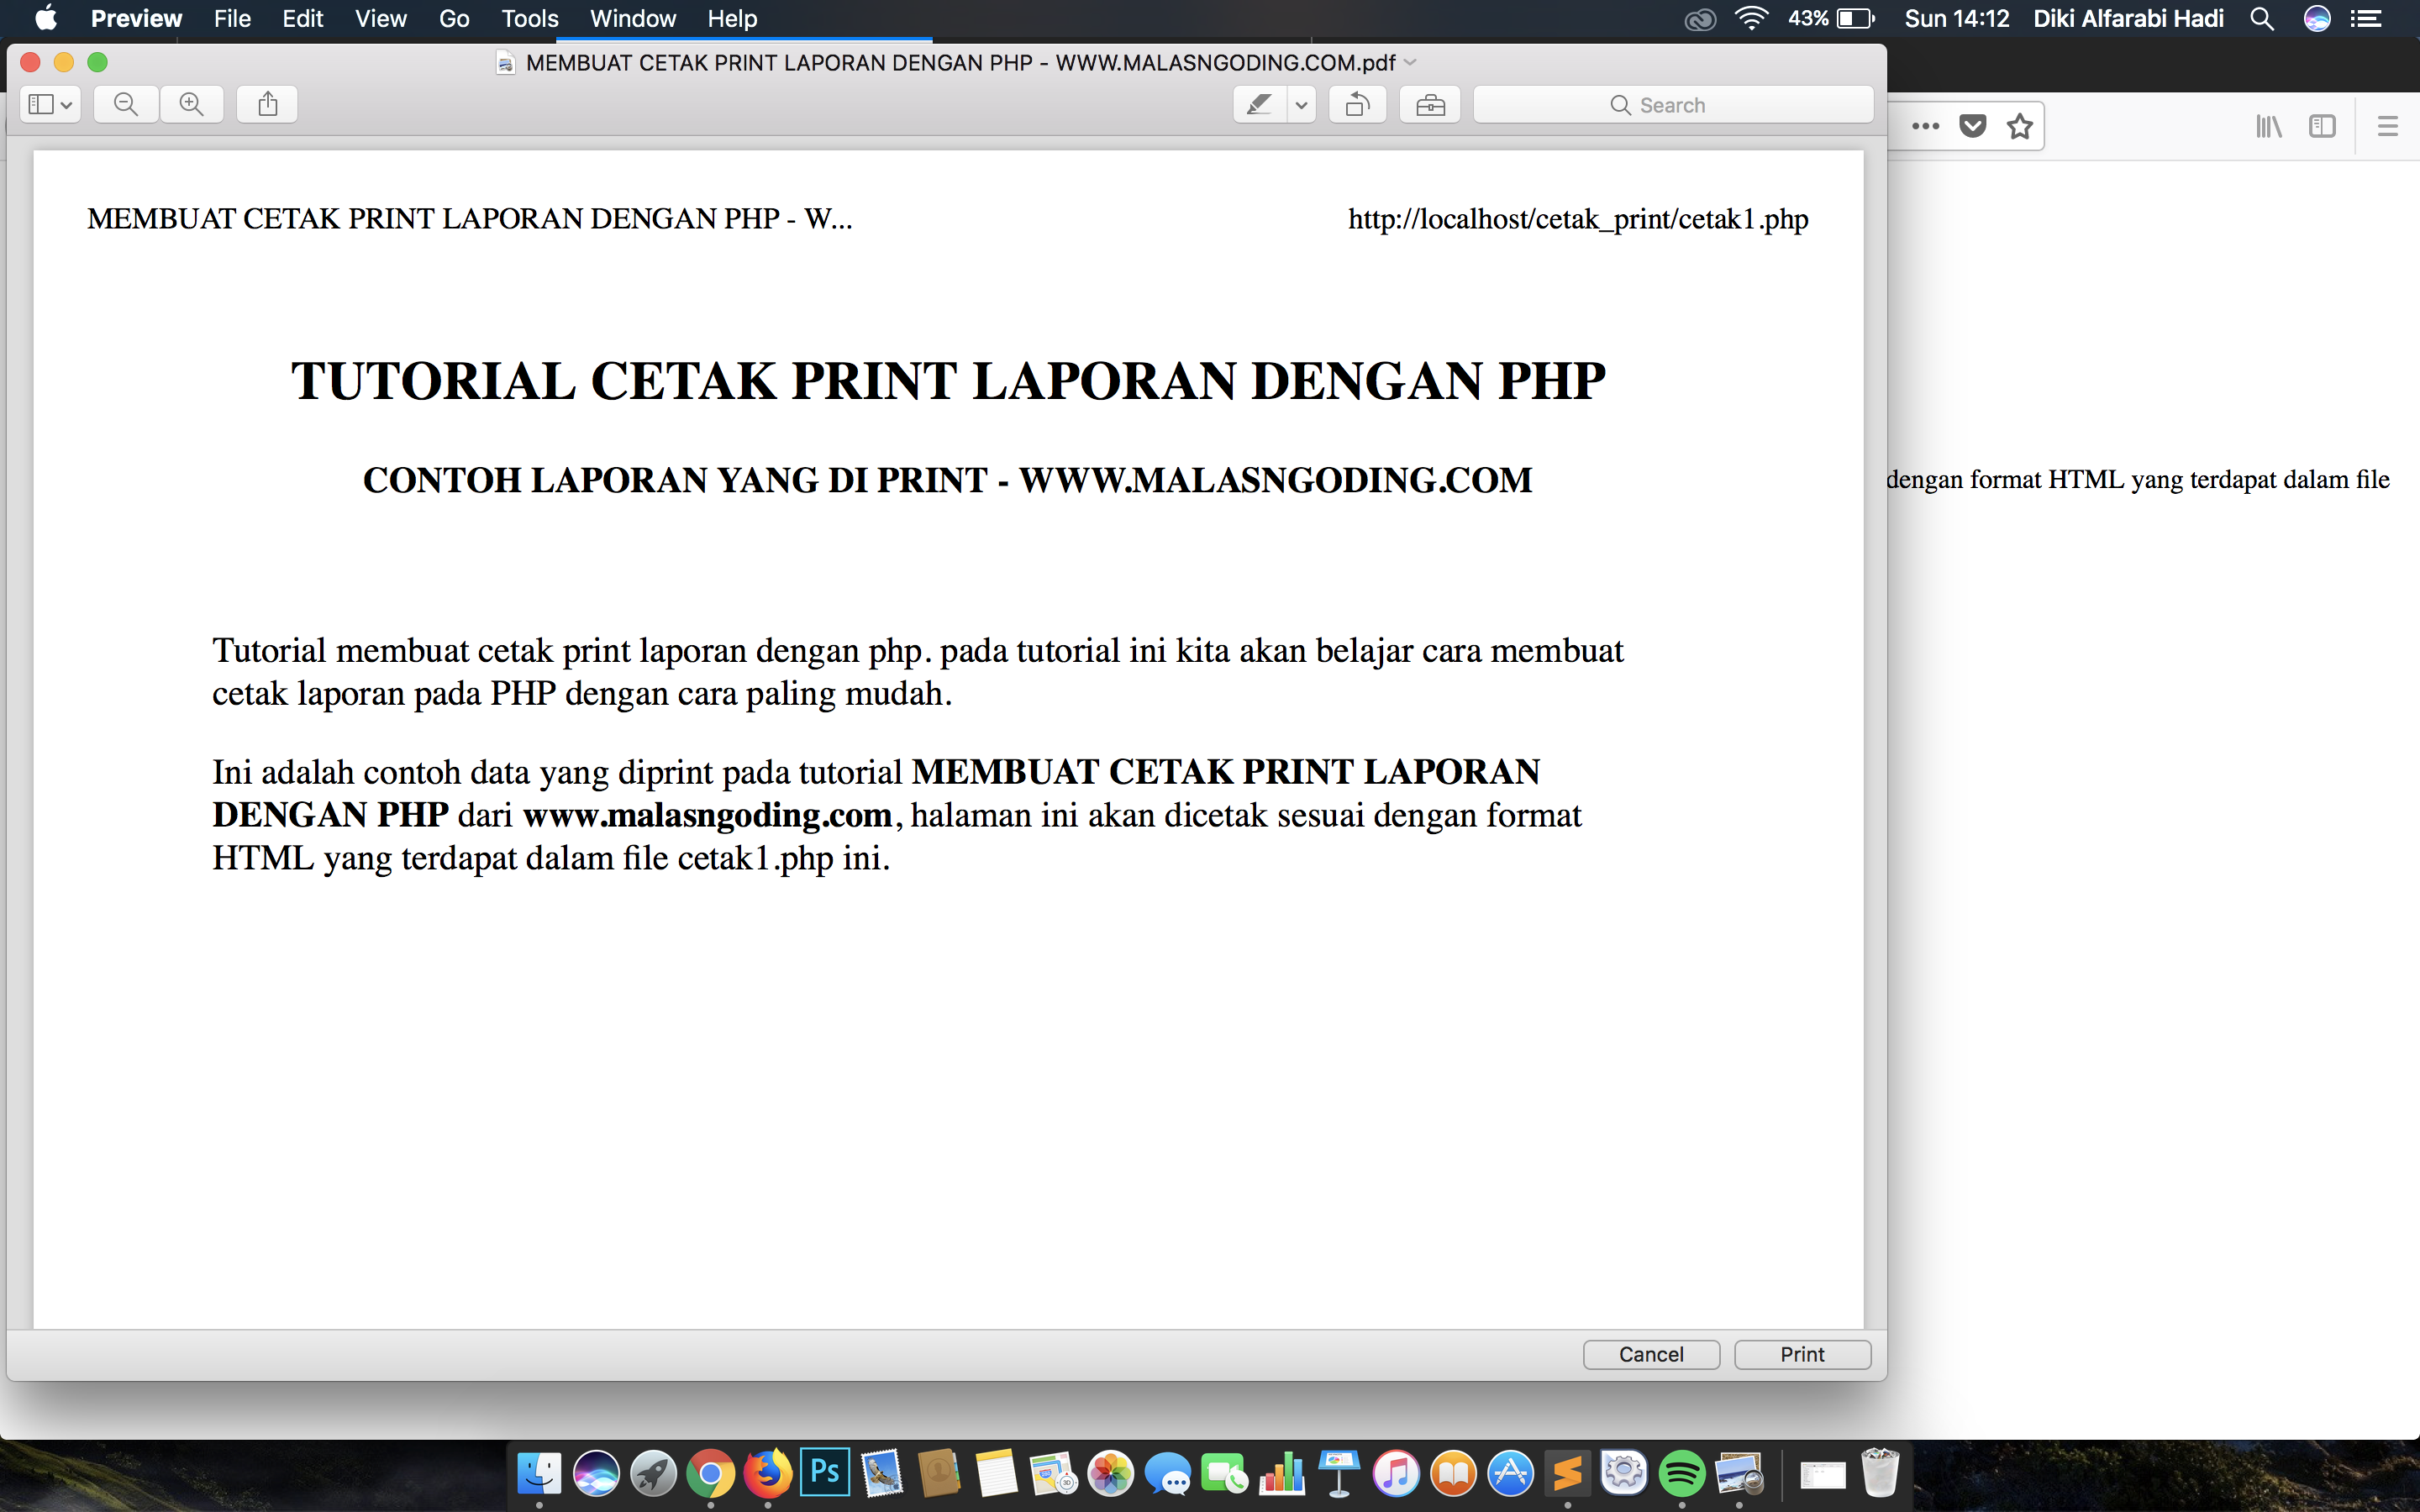 Preview File Edit View Go Tools Window Help 43% Sun 14:12 Diki Alfarabi Hadi
MEMBUAT CETAK PRINT LAPORAN DENGAN PHP - WWW.MALASNGODING.COM.pdf
Search
MEMBUAT CETAK PRINT LAPORAN DENGAN PHP - W... http://localhost/cetak_print/cetak1.php
TUTORIAL CETAK PRINT LAPORAN DENGAN PHP
CONTOH LAPORAN YANG DI PRINT - WWW.MALASNGODING.COM
dengan format HTML yang terdapat dalam file
Tutorial membuat cetak print laporan dengan php. pada tutorial ini kita akan belajar cara membuat
cetak laporan pada PHP dengan cara paling mudah.
Ini adalah contoh data yang diprint pada tutorial MEMBUAT CETAK PRINT LAPORAN
DENGAN PHP dari www.malasngoding.com, halaman ini akan dicetak sesuai dengan format
HTML yang terdapat dalam file cetak1.php ini.
Cancel Print
Ps